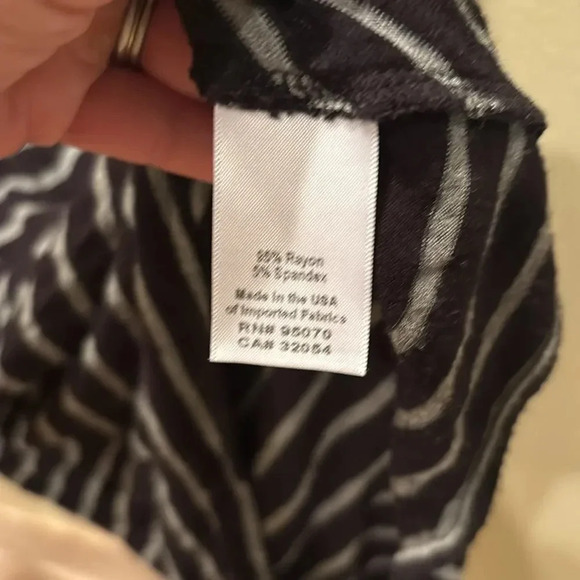 95% Rayon
5% Spandex
Made in the USA
of Imported Fabrics
RN# 95070
CA# 32054